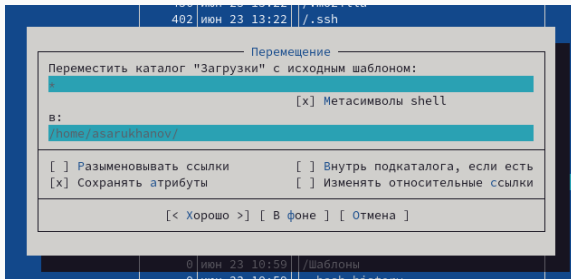 402 июн 23 13:22 /.ssh
Перемещение
Переместить каталог "Загрузки" с исходным шаблоном:
*
[x] Метасимволы shell
в:
/home/asarukhanov/
[ ] Разыменовывать ссылки [ ] Внутрь подкаталога, если есть
[x] Сохранять атрибуты [ ] Изменять относительные ссылки
[< Хорошо >] [ В фоне ] [ Отмена ]
0 июн 23 10:59 /Шаблоны